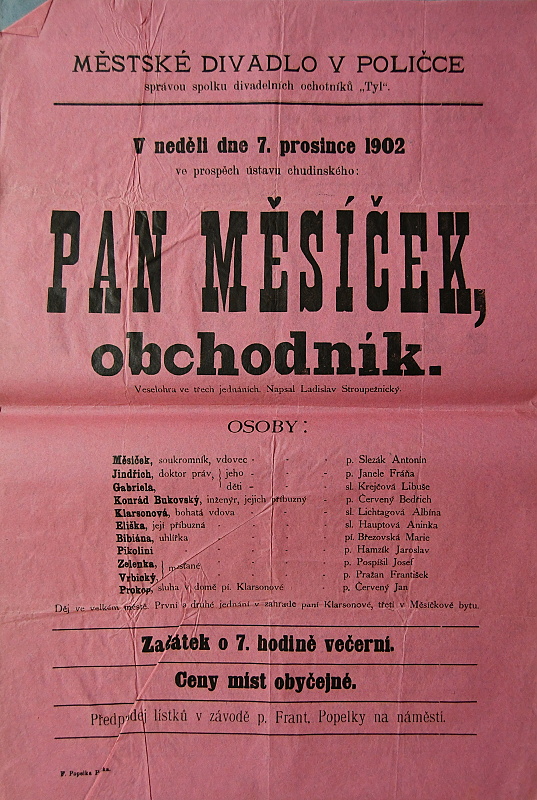 MĚSTSKÉ DIVADLO V POLIČCE
správou spolku divadelních ochotníků „Tyl“.
V neděli dne 7. prosince 1902
ve prospěch ústavu chudinského:
PAN MĚSÍČEK,
obchodník.
Veselohra ve třech jednáních. Napsal Ladislav Stroupežnický.
OSOBY:
Měsíček, soukromník, vdovec - - - p. Slezák Antonín
Jindřich, doktor práv, } jeho - - - p. Janele Fráňa
Gabriela, } děti - - - sl. Krejčová Libuše
Konrád Bukovský, inženýr, jejich příbuzný - p. Červený Bedřich
Klarsonová, bohatá vdova - - - - sl. Lichtagová Albína
Eliška, její příbuzná - - - - - sl. Hauptová Aninka
Bibiána, uhlířka - - - - - pí. Březovská Marie
Pikolini - - - - - - p. Hamzík Jaroslav
Zelenka, } měšťané - - - - - p. Pospíšil Josef
Vrbický, - - - - - p. Pražan František
Prokop, sluha v domě pí. Klarsonové - - p. Červený Jan
Děj ve velkém městě. První a druhé jednání v zahradě paní Klarsonové, třetí v Měsíčkově bytu.
Začátek o 7. hodině večerní.
Ceny míst obyčejné.
Předprodej lístků v závodě p. Frant. Popelky na náměstí.
F. Popelka